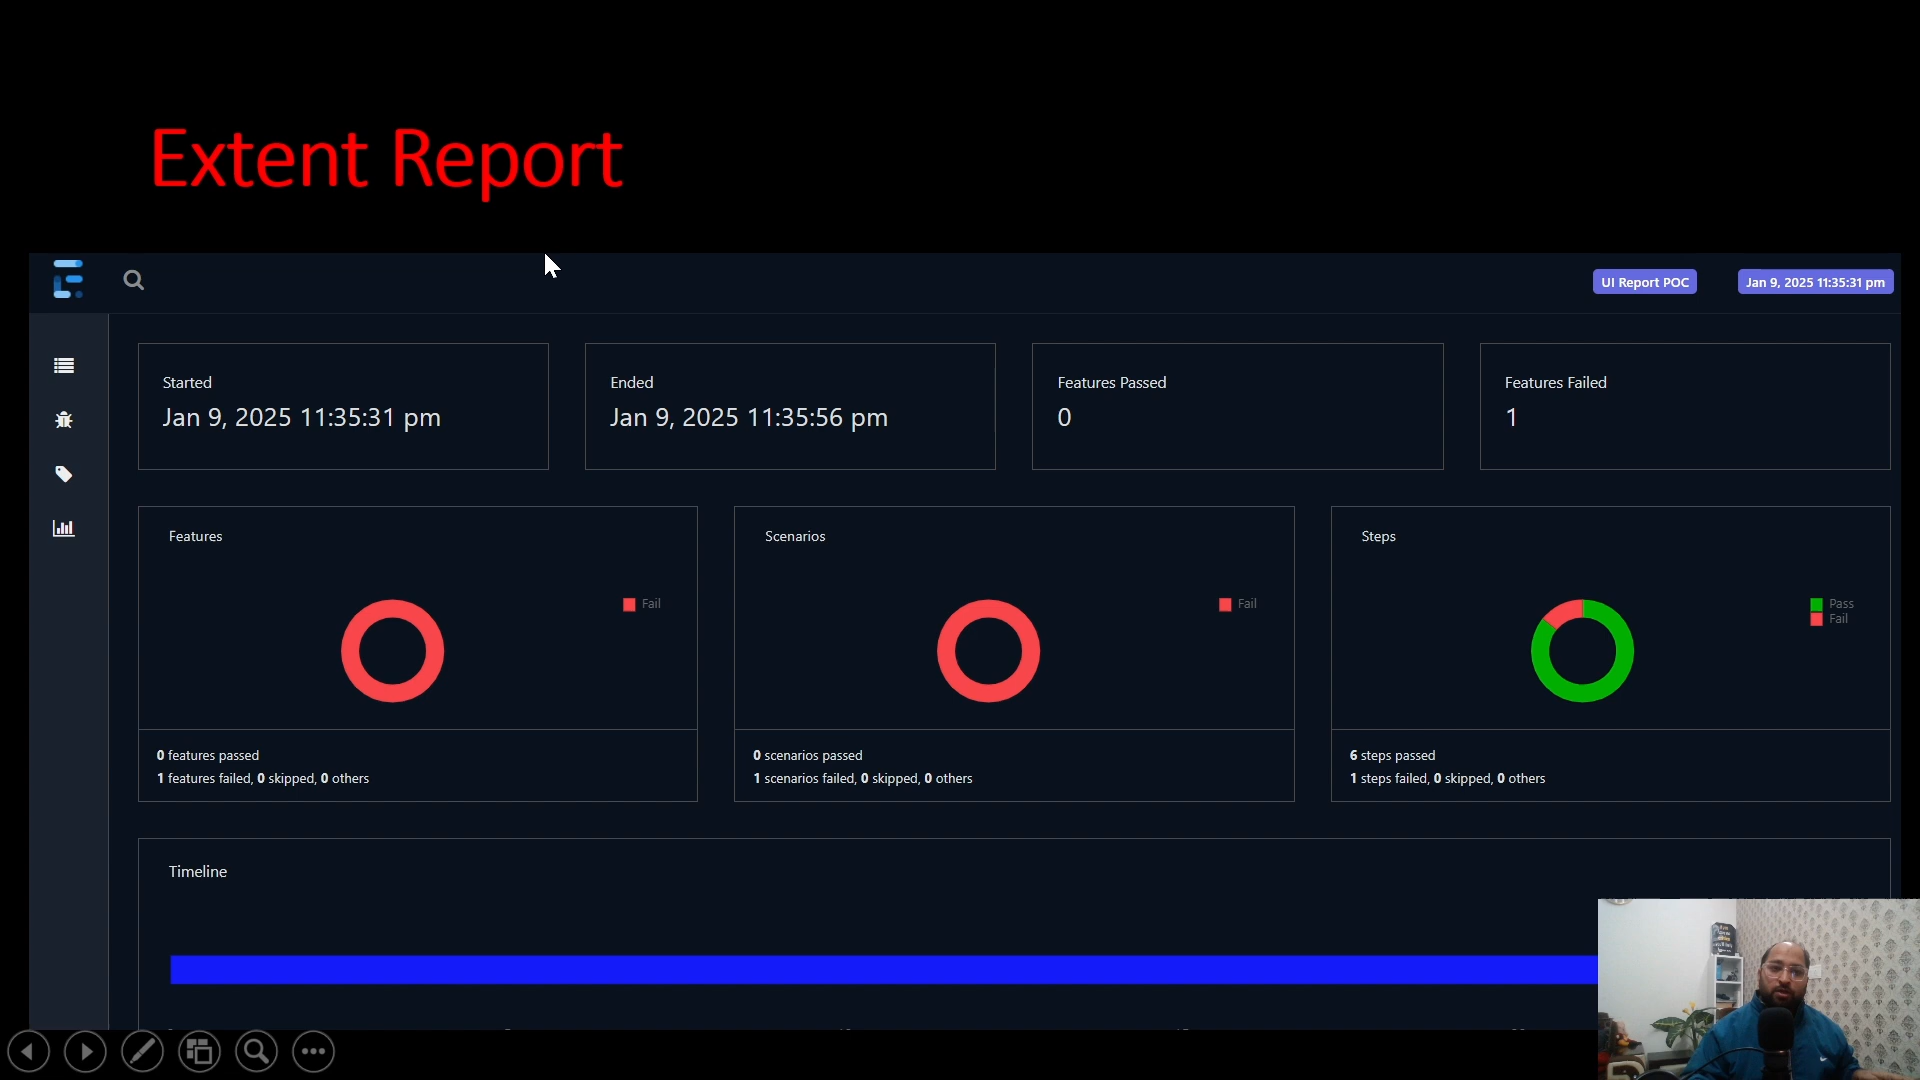 Extent Report
UI Report POC
Jan 9, 2025 11:35:31 pm
Started
Jan 9, 2025 11:35:31 pm
Ended
Jan 9, 2025 11:35:56 pm
Features Passed
0
Features Failed
1
Features
Fail
0 features passed
1 features failed, 0 skipped, 0 others
Scenarios
Fail
0 scenarios passed
1 scenarios failed, 0 skipped, 0 others
Steps
Pass
Fail
6 steps passed
1 steps failed, 0 skipped, 0 others
Timeline